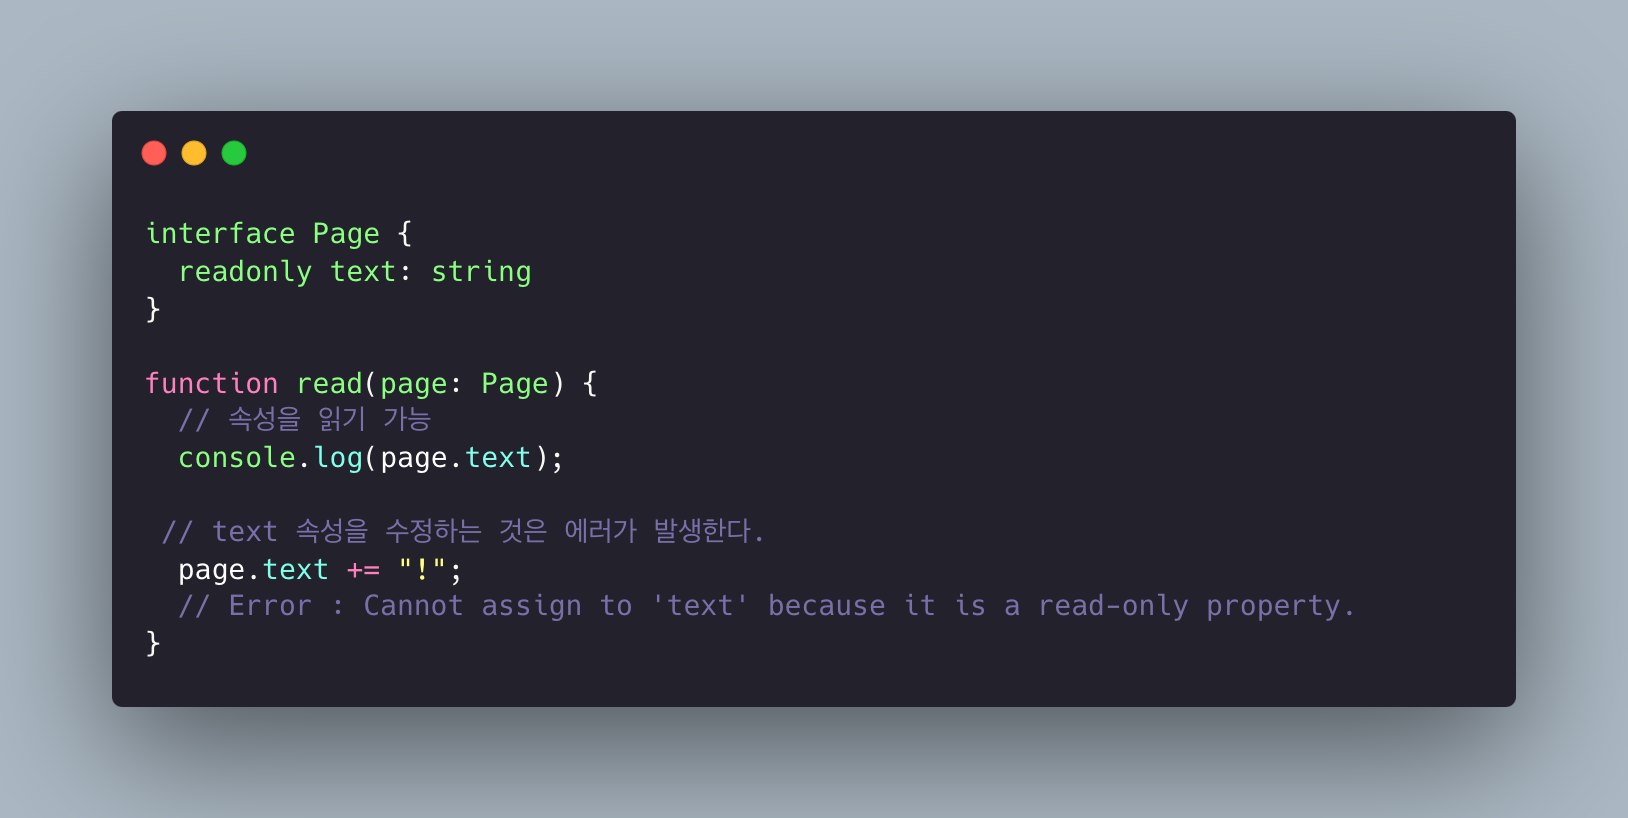 interface Page {
  readonly text: string
}

function read(page: Page) {
  // 속성을 읽기 가능
  console.log(page.text);

 // text 속성을 수정하는 것은 에러가 발생한다.
  page.text += "!";
  // Error : Cannot assign to 'text' because it is a read-only property.
}